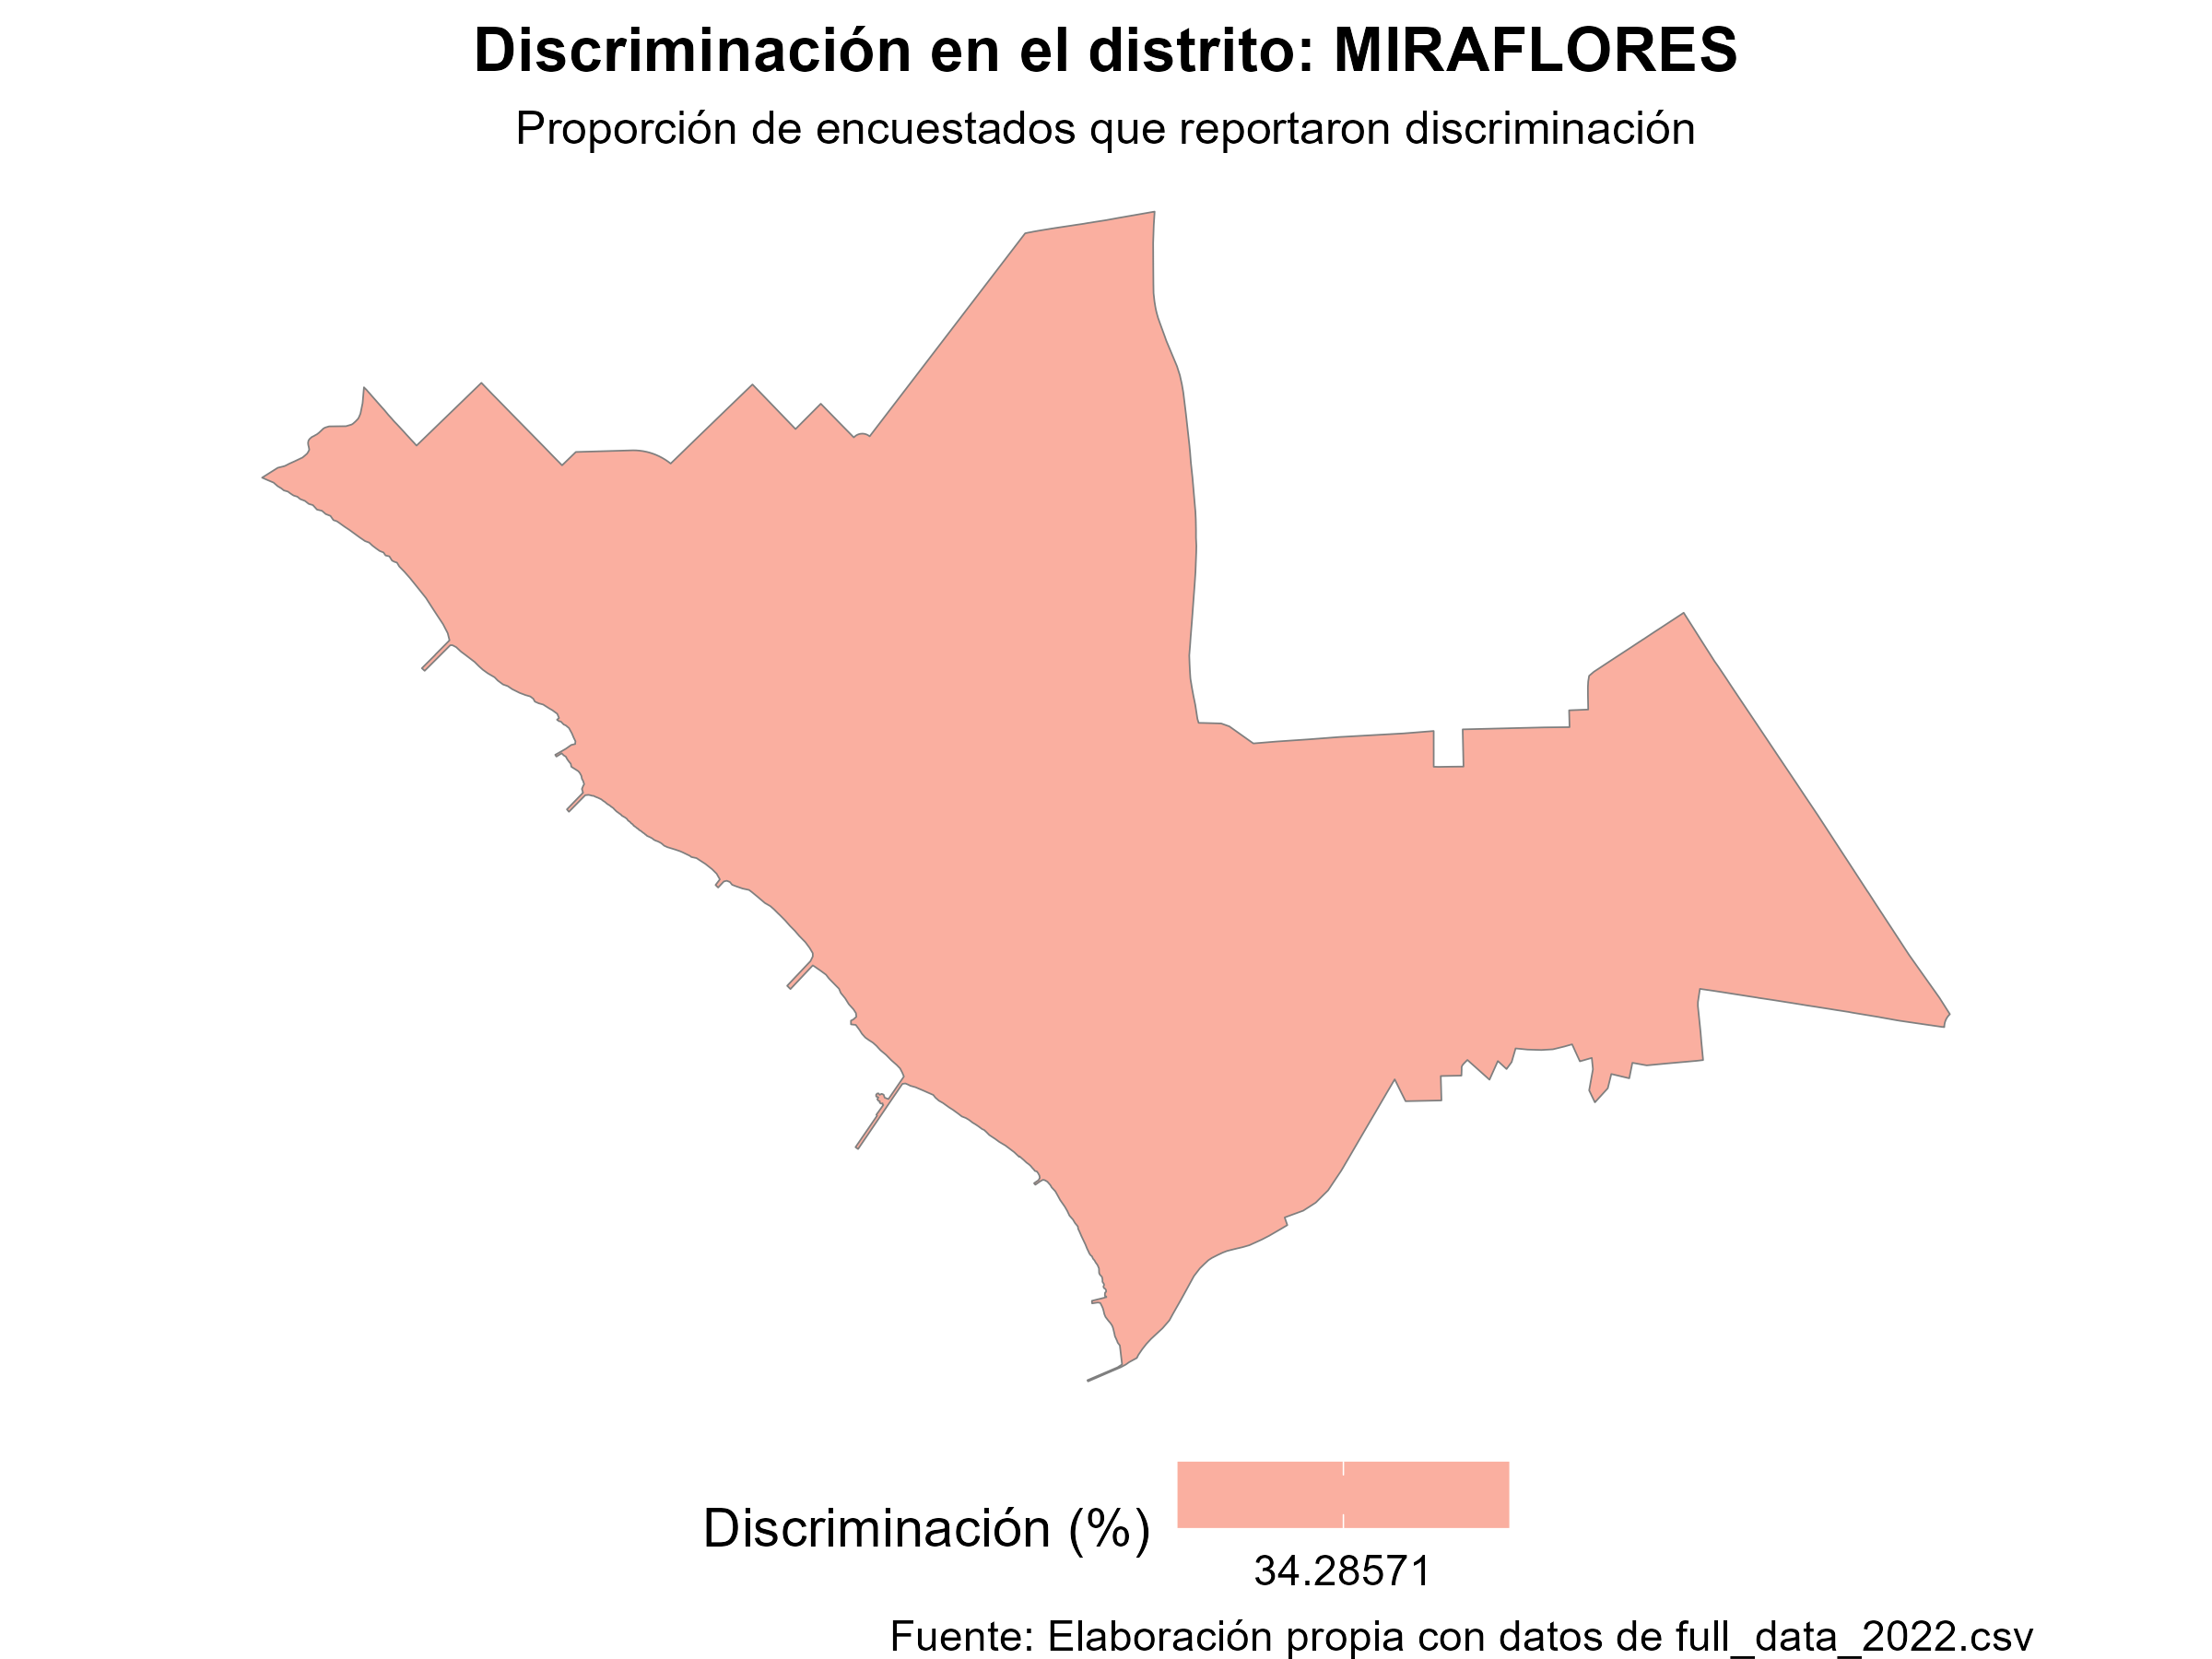 Discriminación en el distrito: MIRAFLORES
Proporción de encuestados que reportaron discriminación
Discriminación (%)
34.28571
Fuente: Elaboración propia con datos de full_data_2022.csv